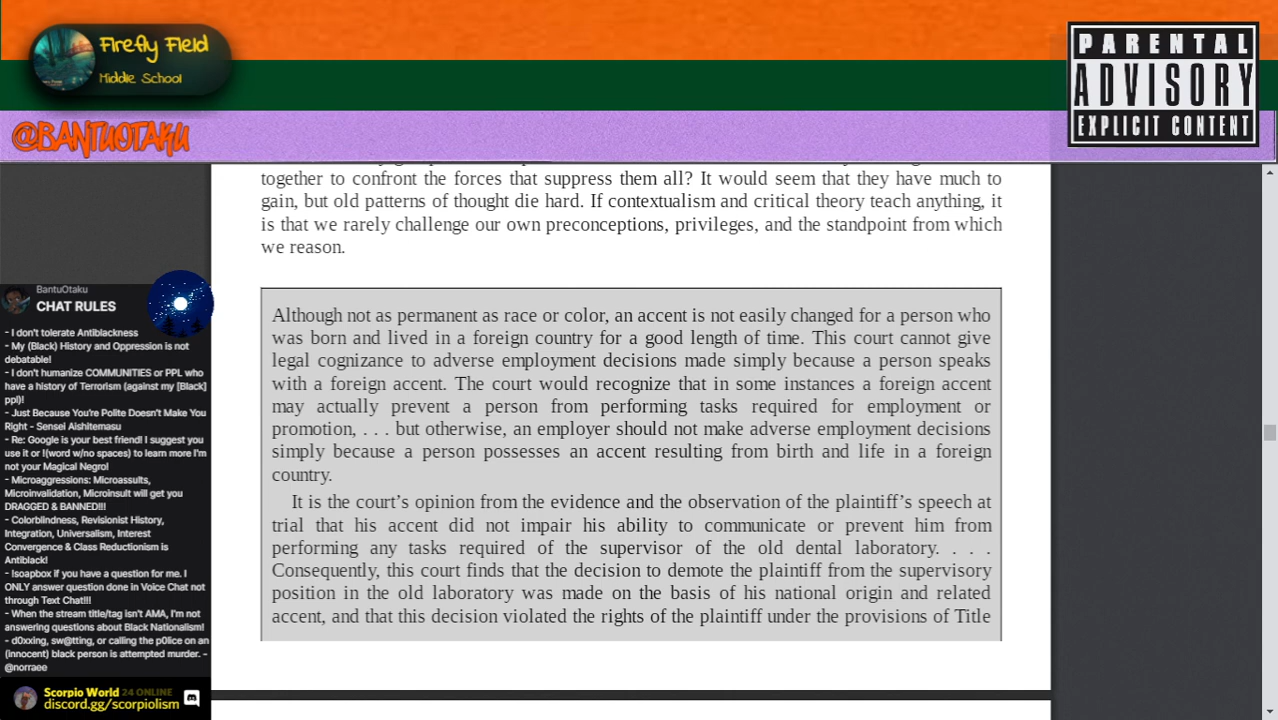 Firefly Field
Middle School
PARENTAL
ADVISORY
EXPLICIT CONTENT
@BANTUOTAKU
together to confront the forces that suppress them all? It would seem that they have much to
gain, but old patterns of thought die hard. If contextualism and critical theory teach anything, it
is that we rarely challenge our own preconceptions, privileges, and the standpoint from which
we reason.
Although not as permanent as race or color, an accent is not easily changed for a person who
was born and lived in a foreign country for a good length of time. This court cannot give
legal cognizance to adverse employment decisions made simply because a person speaks
with a foreign accent. The court would recognize that in some instances a foreign accent
may actually prevent a person from performing tasks required for employment or
promotion, . . . but otherwise, an employer should not make adverse employment decisions
simply because a person possesses an accent resulting from birth and life in a foreign
country.
It is the court’s opinion from the evidence and the observation of the plaintiff’s speech at
trial that his accent did not impair his ability to communicate or prevent him from
performing any tasks required of the supervisor of the old dental laboratory. . . .
Consequently, this court finds that the decision to demote the plaintiff from the supervisory
position in the old laboratory was made on the basis of his national origin and related
accent, and that this decision violated the rights of the plaintiff under the provisions of Title
BantuOtaku
CHAT RULES
- I don't tolerate Antiblackness
- My (Black) History and Oppression is not
debatable!
- I don't humanize COMMUNITIES or PPL who
have a history of Terrorism (against my [Black]
ppl)!
- Just Because You're Polite Doesn't Make You
Right - Sensei Aishitemasu
- Re: Google is your best friend! I suggest you
use it or !(word w/no spaces) to learn more I'm
not your Magical Negro!
- Microaggressions: Microassults,
Microinvalidation, Microinsult will get you
DRAGGED & BANNED!!!
- Colorblindness, Revisionist History,
Integration, Universalism, Interest
Convergence & Class Reductionism is
Antiblack!
- !soapbox if you have a question for me. I
ONLY answer question done in Voice Chat not
through Text Chat!!!
- When the stream title/tag isn't AMA, I'm not
answering questions about Black Nationalism!
- d0xxing, sw@tting, or calling the p0lice on an
(innocent) black person is attempted murder. -
@norraee
Scorpio World 24 ONLINE
discord.gg/scorpiolism